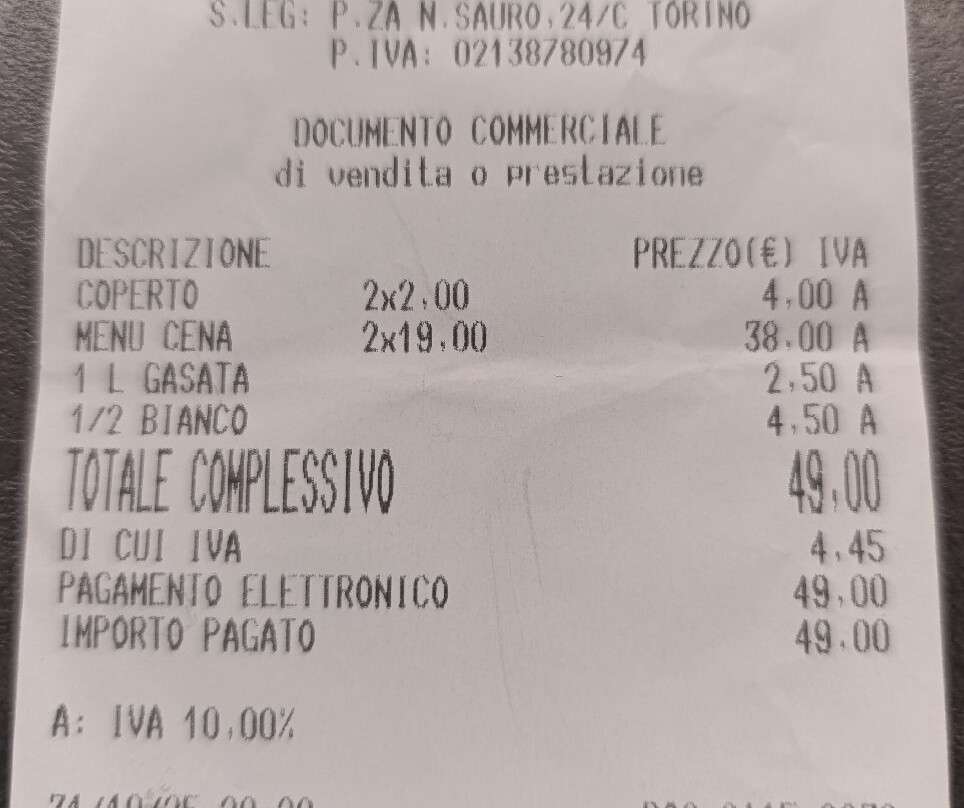 S.LEG: P.ZA N.SAURO,24/C TORINO
P.IVA: 02138780974
DOCUMENTO COMMERCIALE
di vendita o prestazione
DESCRIZIONE PREZZO(€) IVA
COPERTO 2x2,00 4,00 A
MENU CENA 2x19,00 38,00 A
1 L GASATA 2,50 A
1/2 BIANCO 4,50 A
TOTALE COMPLESSIVO 49,00
DI CUI IVA 4,45
PAGAMENTO ELETTRONICO 49,00
IMPORTO PAGATO 49,00
A: IVA 10,00%